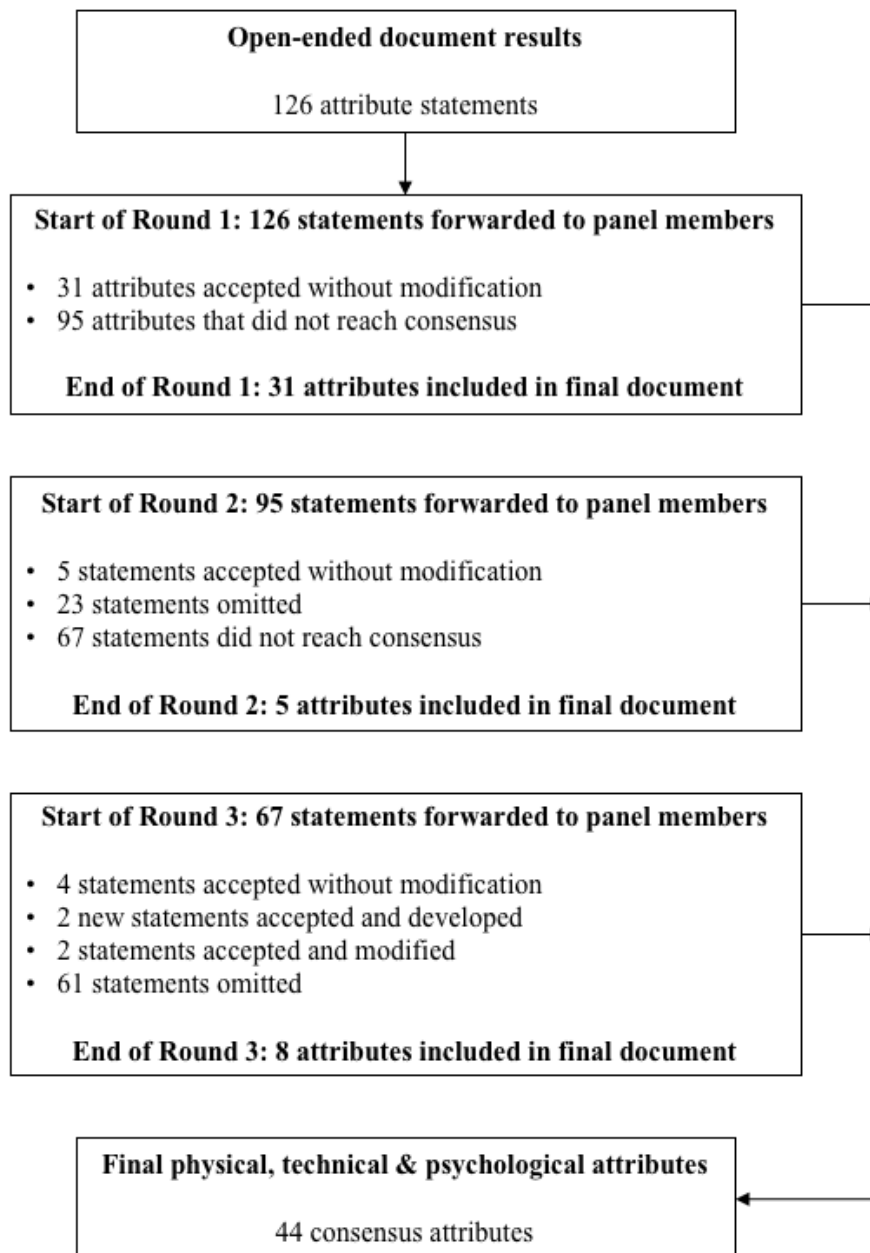 Open-ended document results
126 attribute statements
Start of Round 1: 126 statements forwarded to panel members
• 31 attributes accepted without modification
• 95 attributes that did not reach consensus
End of Round 1: 31 attributes included in final document
Start of Round 2: 95 statements forwarded to panel members
• 5 statements accepted without modification
• 23 statements omitted
• 67 statements did not reach consensus
End of Round 2: 5 attributes included in final document
Start of Round 3: 67 statements forwarded to panel members
• 4 statements accepted without modification
• 2 new statements accepted and developed
• 2 statements accepted and modified
• 61 statements omitted
End of Round 3: 8 attributes included in final document
Final physical, technical & psychological attributes
44 consensus attributes